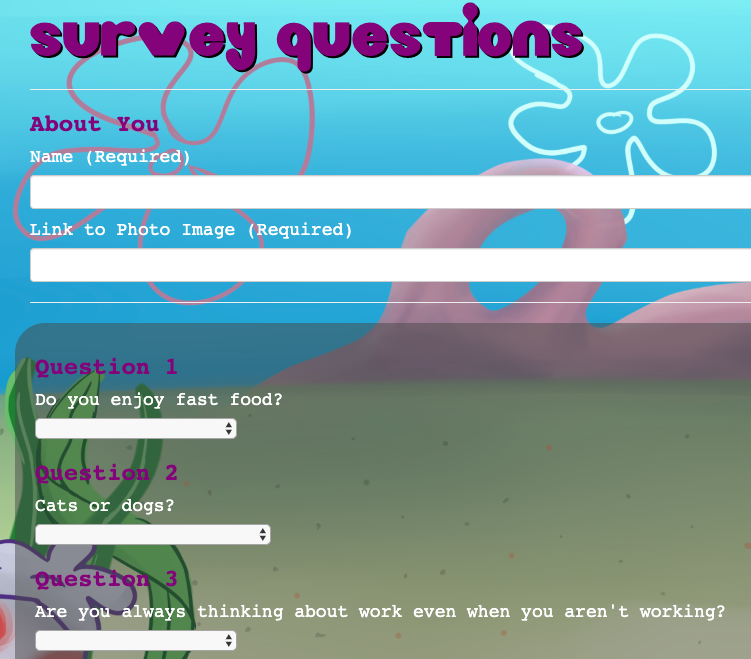 survey questions
About You
Name (Required)
Link to Photo Image (Required)
Question 1
Do you enjoy fast food?
Question 2
Cats or dogs?
Question 3
Are you always thinking about work even when you aren't working?